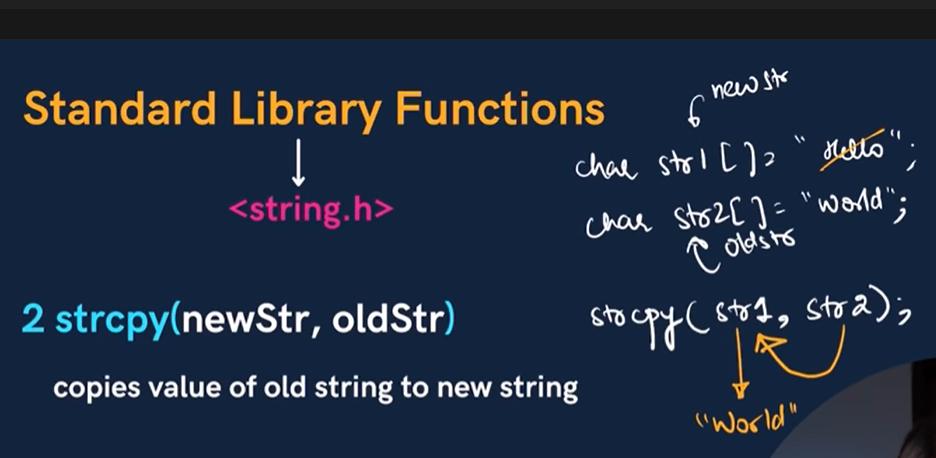 Standard Library Functions
<string.h>
2 strcpy(newStr, oldStr)
copies value of old string to new string
new str
char str1[] = "Hello";
char str2[] = "world";
oldstr
strcpy(str1, str2);
"World"